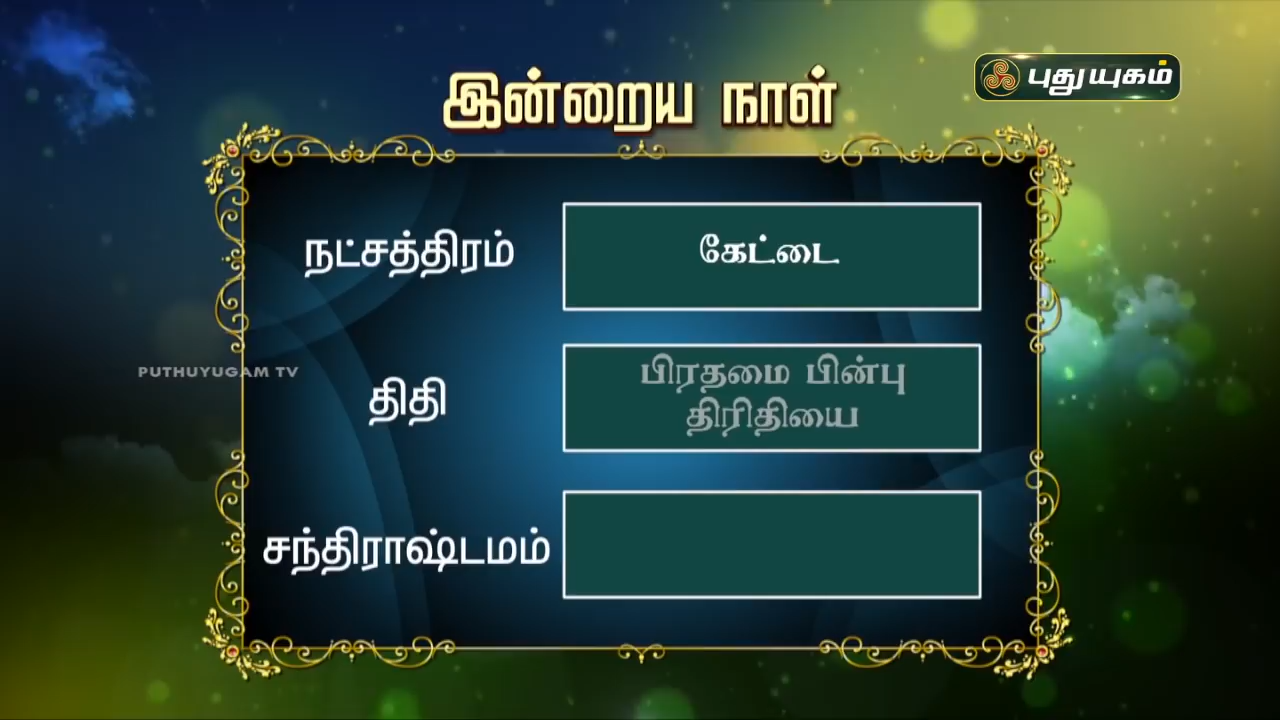 இன்றைய நாள்
புதுயுகம்
நட்சத்திரம்
கேட்டை
PUTHUYUGAM TV
திதி
பிரதமை பின்பு
திரிதியை
சந்திராஷ்டமம்